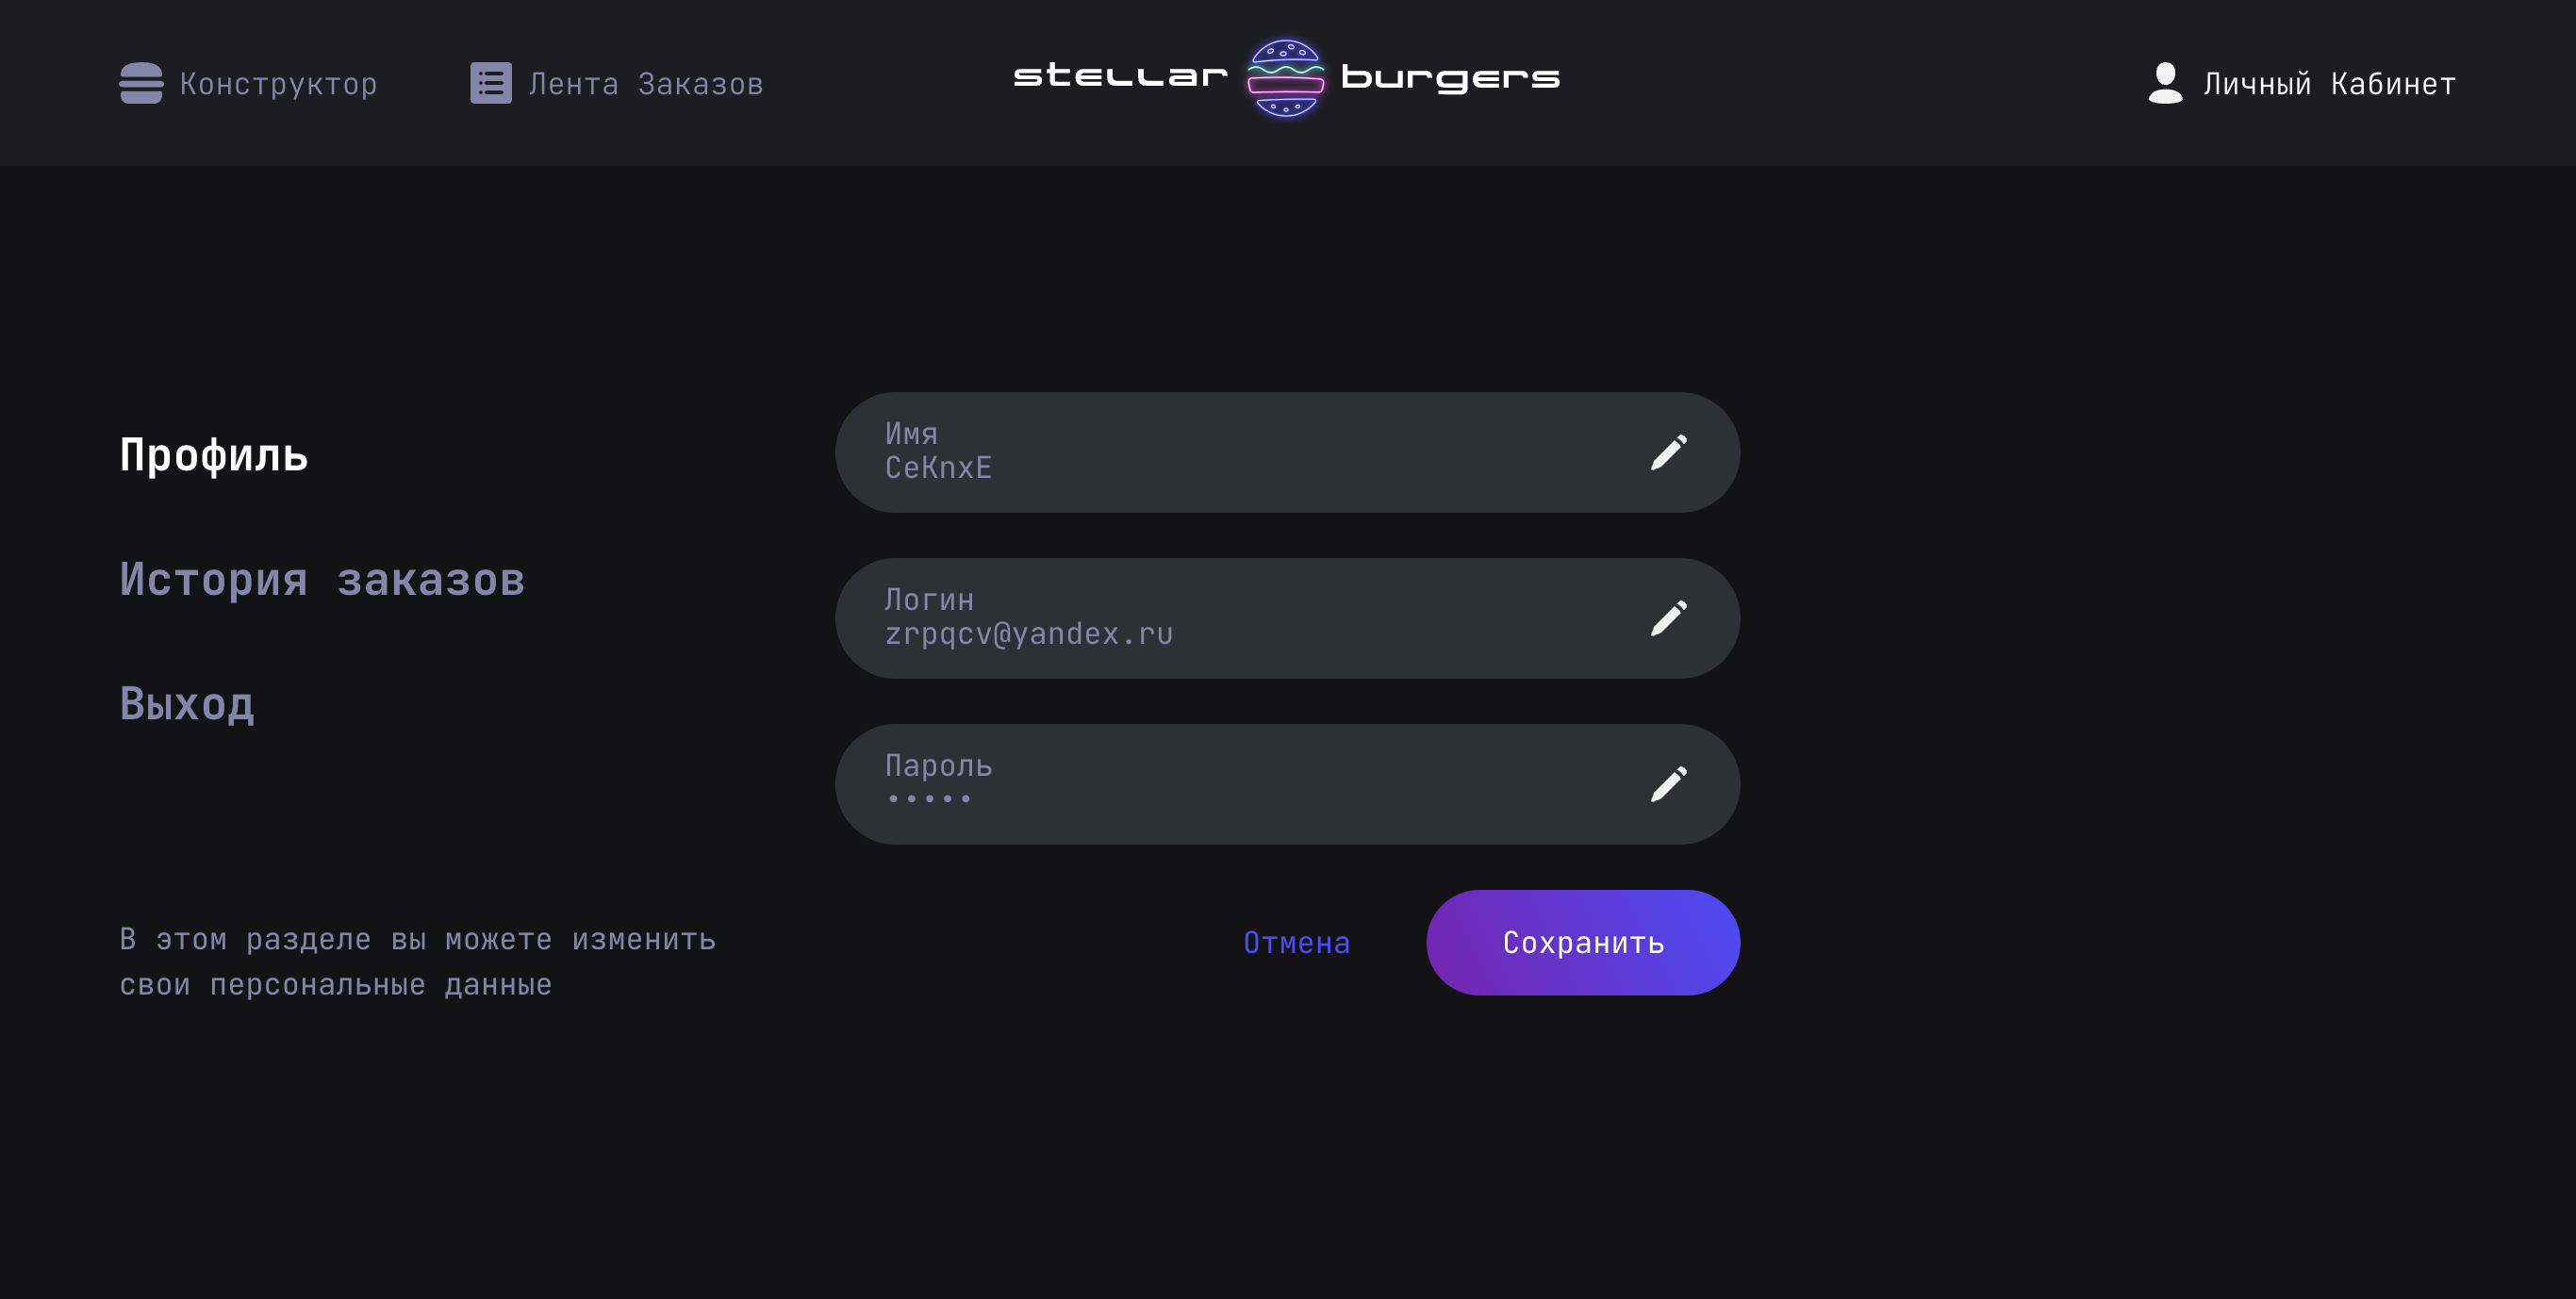 Конструктор
Лента Заказов
stellar burgers
Личный Кабинет
Профиль
История заказов
Выход
В этом разделе вы можете изменить
свои персональные данные
Имя
CeKnxE
Логин
zrpqcv@yandex.ru
Пароль
•••••
Отмена
Сохранить